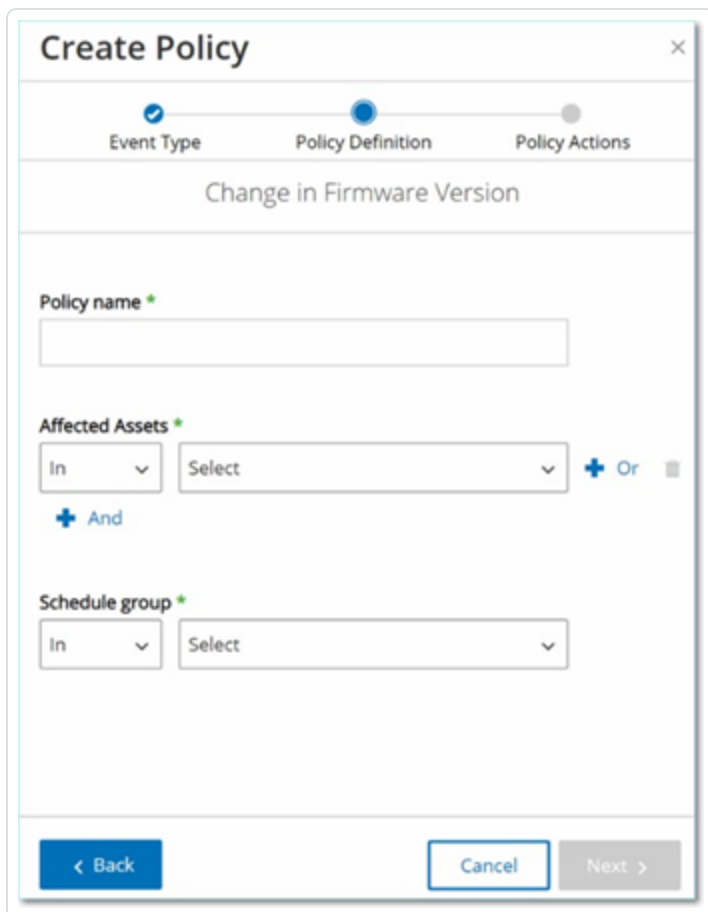 Create Policy
Event Type Policy Definition Policy Actions
Change in Firmware Version
Policy name *
Affected Assets *
In Select Or
And
Schedule group *
In Select
Back Cancel Next